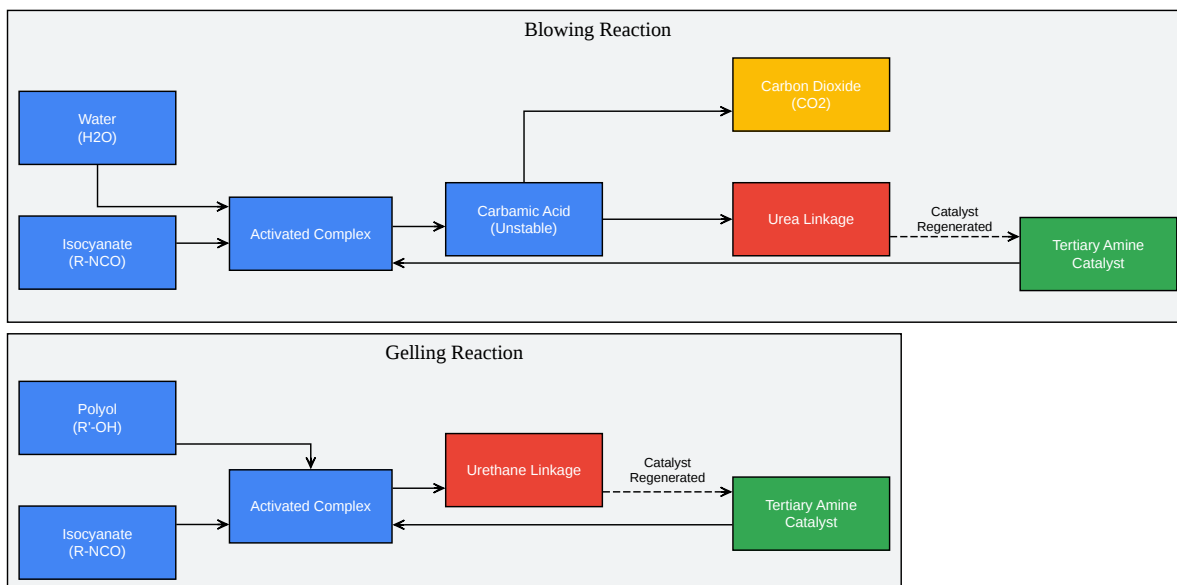 Blowing Reaction
Carbon Dioxide
(CO2)
Water
(H2O)
Isocyanate
(R-NCO)
Activated Complex
Carbamic Acid
(Unstable)
Urea Linkage
Catalyst
Regenerated
Tertiary Amine
Catalyst
Gelling Reaction
Polyol
(R'-OH)
Isocyanate
(R-NCO)
Activated Complex
Urethane Linkage
Catalyst
Regenerated
Tertiary Amine
Catalyst